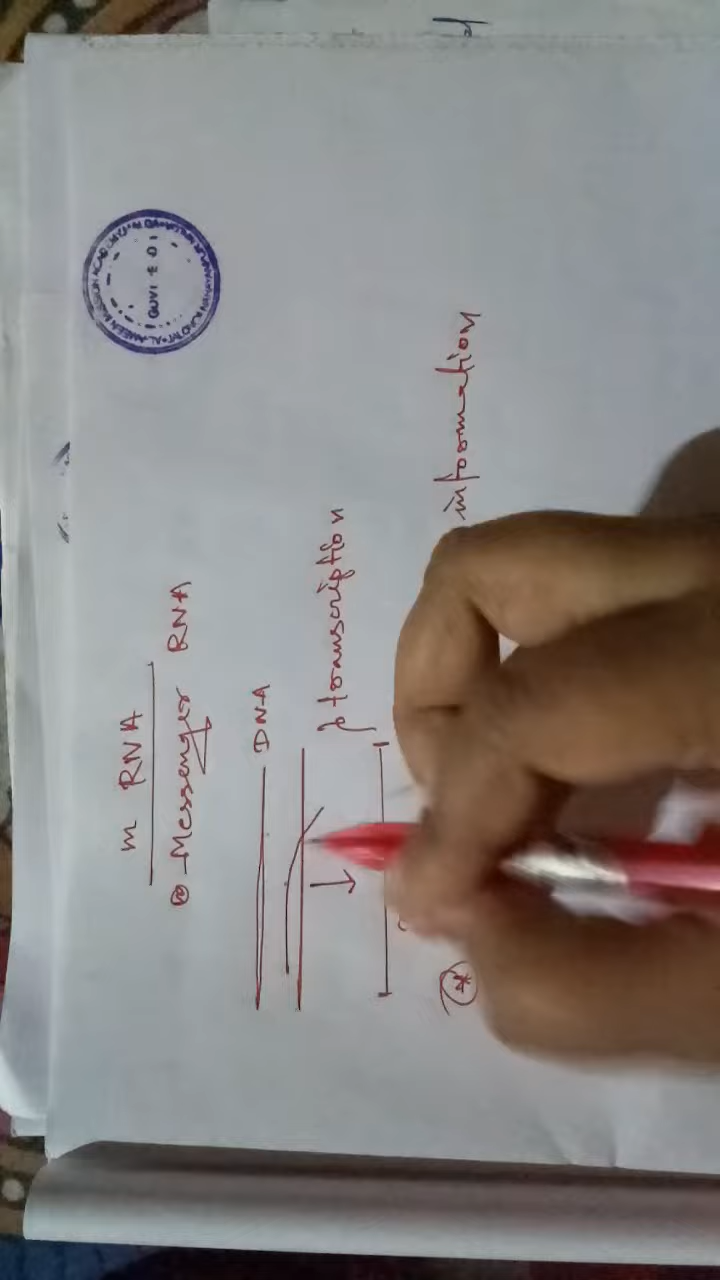 m RNA
* Messenger RNA
DNA
transcription
* information